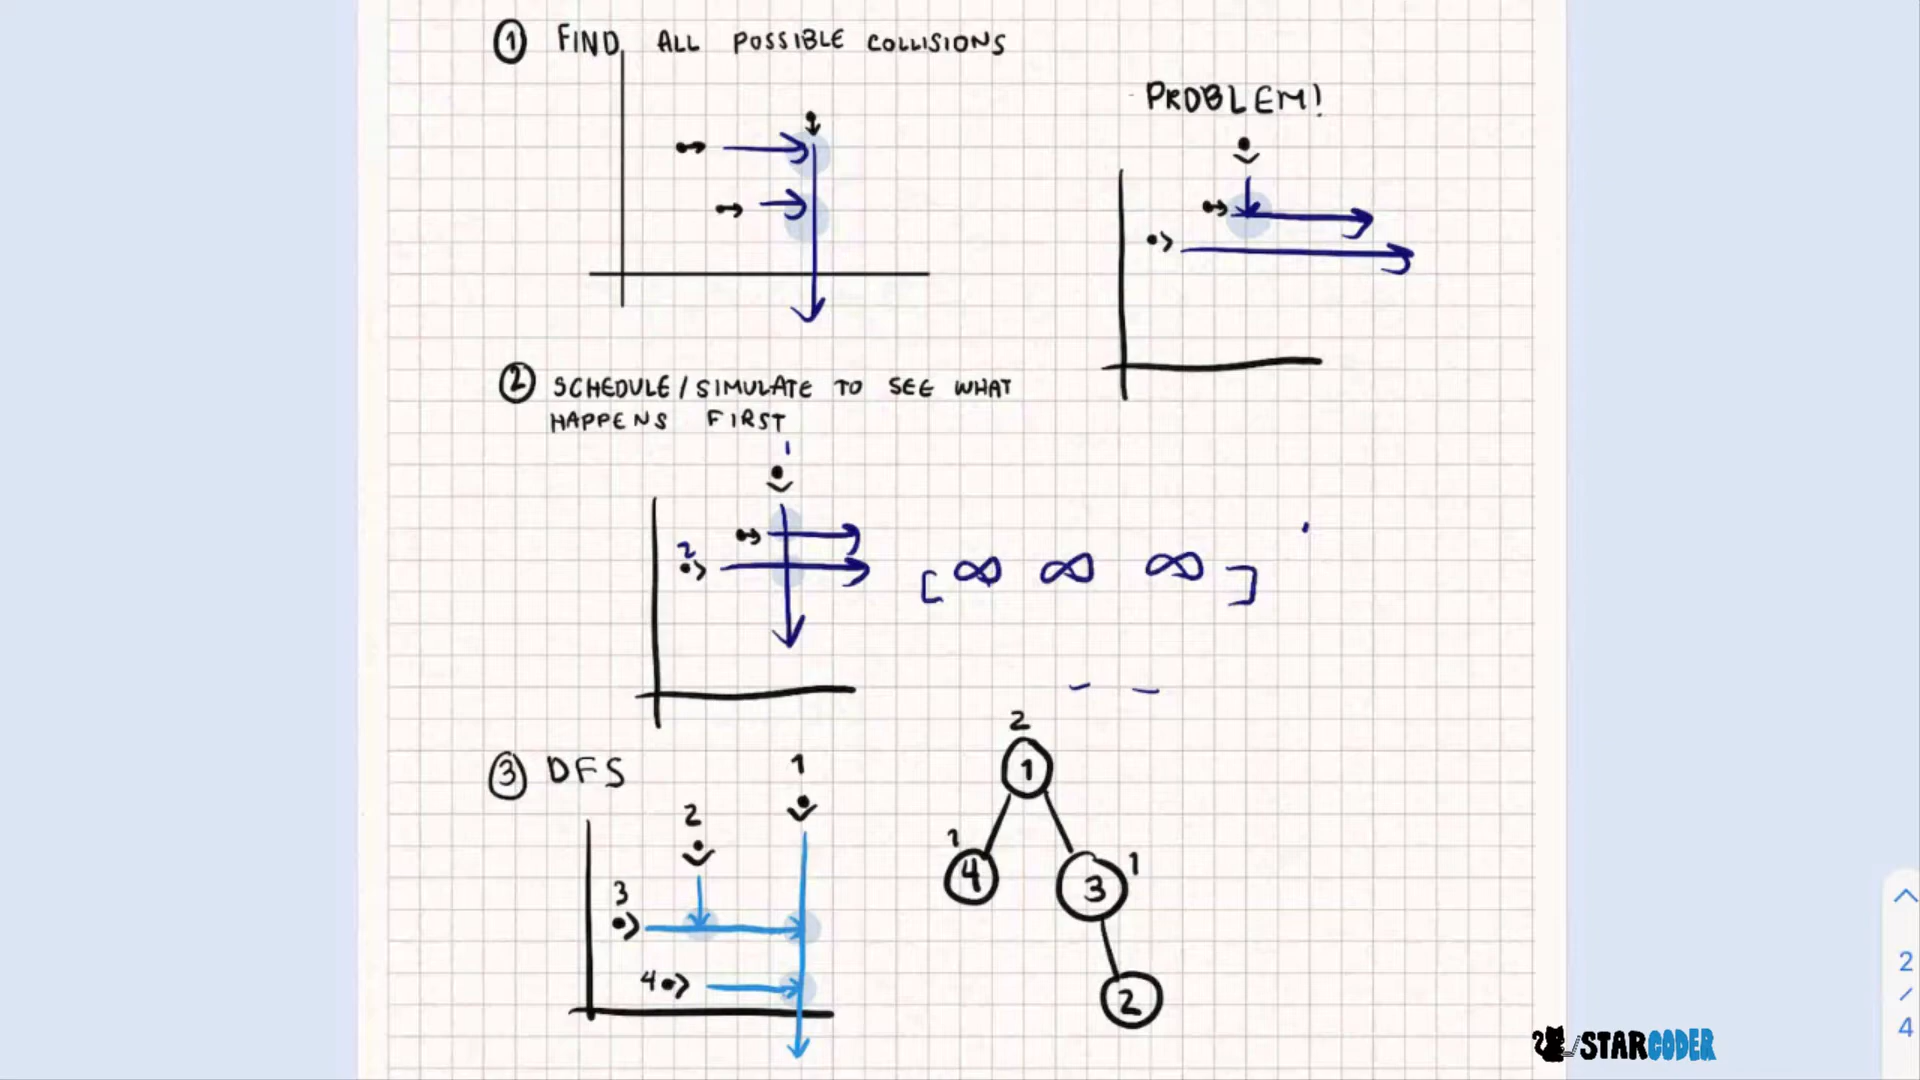 1 FIND ALL POSSIBLE COLLISIONS
PROBLEM!
2 SCHEDULE/SIMULATE TO SEE WHAT
HAPPENS FIRST
1
2
[ ∞ ∞ ∞ ]
3 DFS
1
2
3
4
2
1
1
4
3
1
2
2
/
4
STARCODER